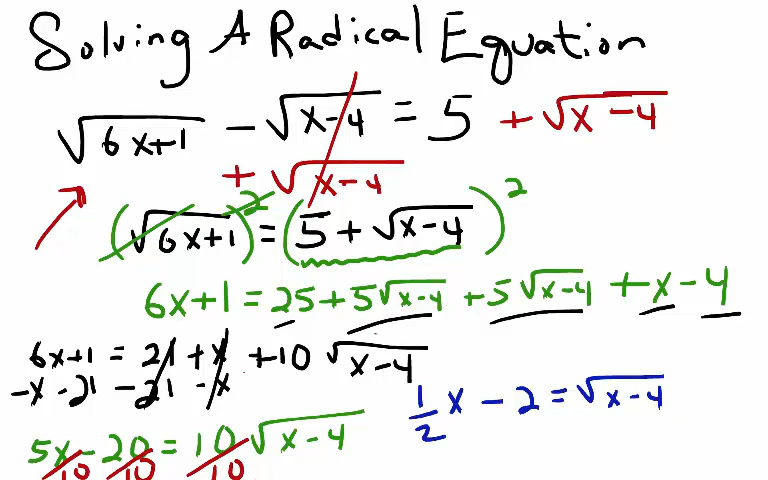 Solving A Radical Equation
√(6x+1) − √(x−4) = 5 + √(x−4)
+ √(x−4)
(√(6x+1))² = (5 + √(x−4))²
6x+1 = 25 + 5√(x−4) + 5√(x−4) + x − 4
6x+1 = 21 + x + 10√(x−4)
−x −21 −21 −x
1/2 x − 2 = √(x−4)
5x − 20 = 10√(x−4)
10 10 10